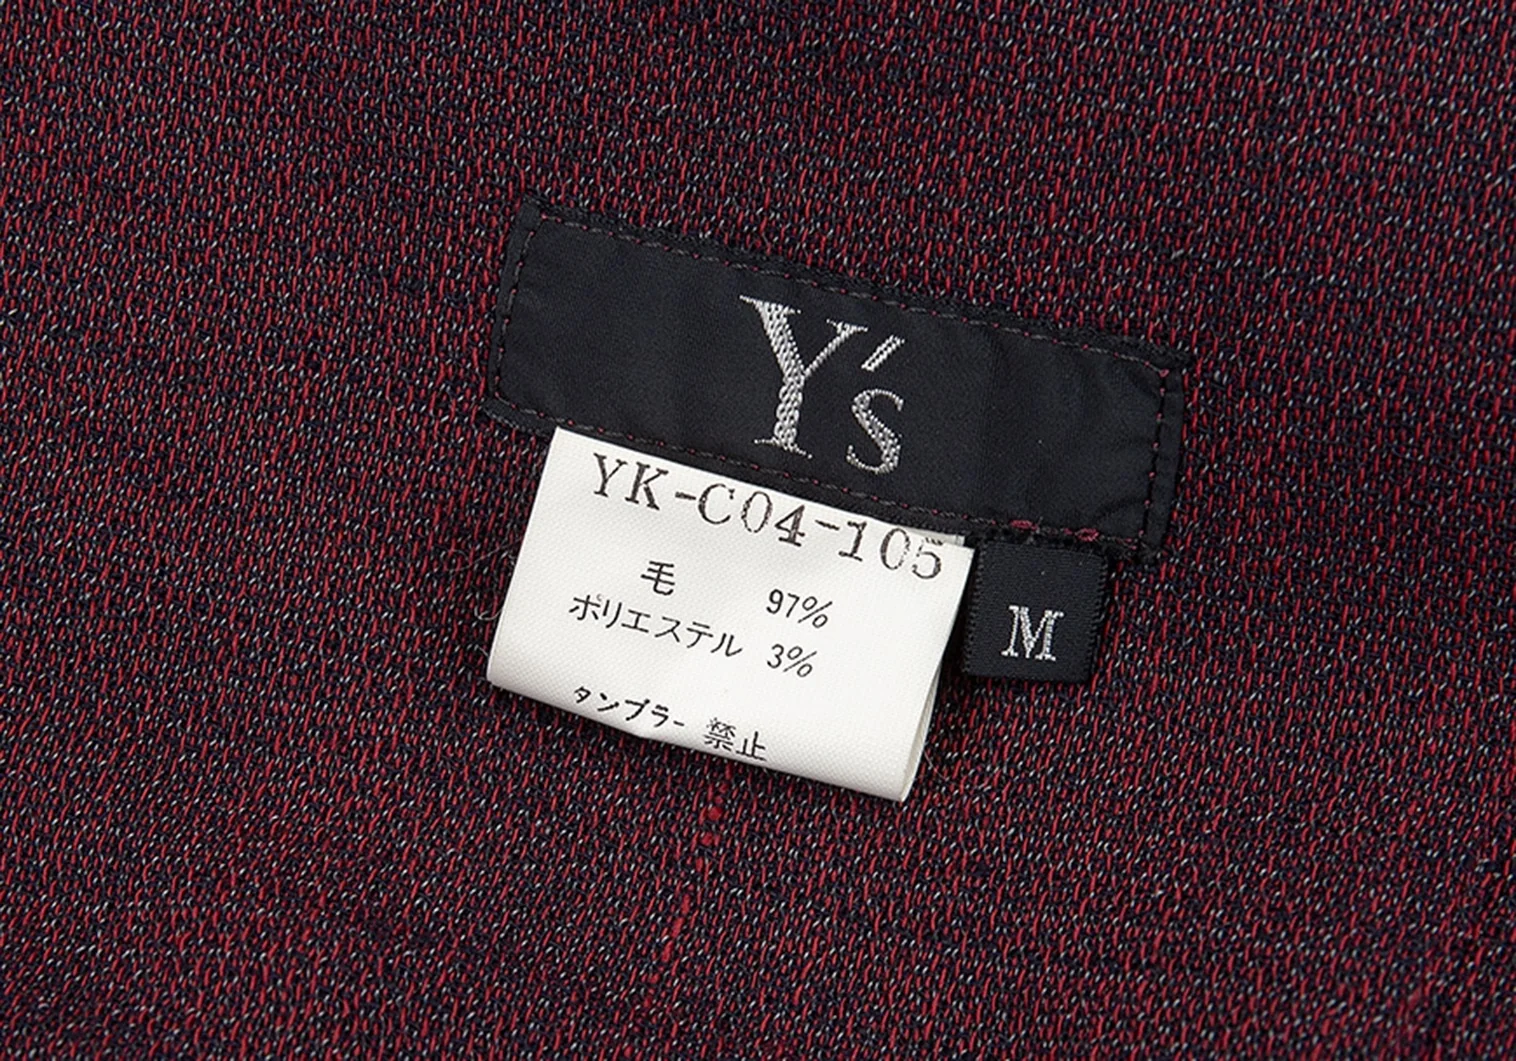 Y's
YK-C04-105
毛 97%
ポリエステル 3%
タンブラー 禁止
M